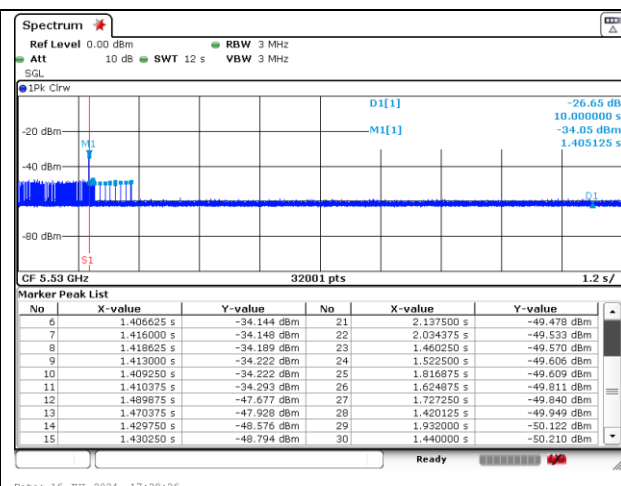 Spectrum
Ref Level 0.00 dBm RBW 3 MHz
Att 10 dB SWT 12 s VBW 3 MHz
SGL
1Pk Clrw
D1[1] -26.65 dB
10.000000 s
-20 dBm M1[1] -34.05 dBm
M1 1.405125 s
-40 dBm
D1
-80 dBm
S1
CF 5.53 GHz 32001 pts 1.2 s/
Marker Peak List
No X-value Y-value No X-value Y-value
6 1.406625 s -34.144 dBm 21 2.137500 s -49.478 dBm
7 1.416000 s -34.148 dBm 22 2.034375 s -49.533 dBm
8 1.418625 s -34.189 dBm 23 1.460250 s -49.570 dBm
9 1.413000 s -34.222 dBm 24 1.522500 s -49.606 dBm
10 1.409250 s -34.222 dBm 25 1.816875 s -49.609 dBm
11 1.410375 s -34.293 dBm 26 1.624875 s -49.811 dBm
12 1.489875 s -47.677 dBm 27 1.727250 s -49.840 dBm
13 1.470375 s -47.928 dBm 28 1.420125 s -49.949 dBm
14 1.429750 s -48.576 dBm 29 1.932000 s -50.122 dBm
15 1.430250 s -48.794 dBm 30 1.440000 s -50.210 dBm
Ready